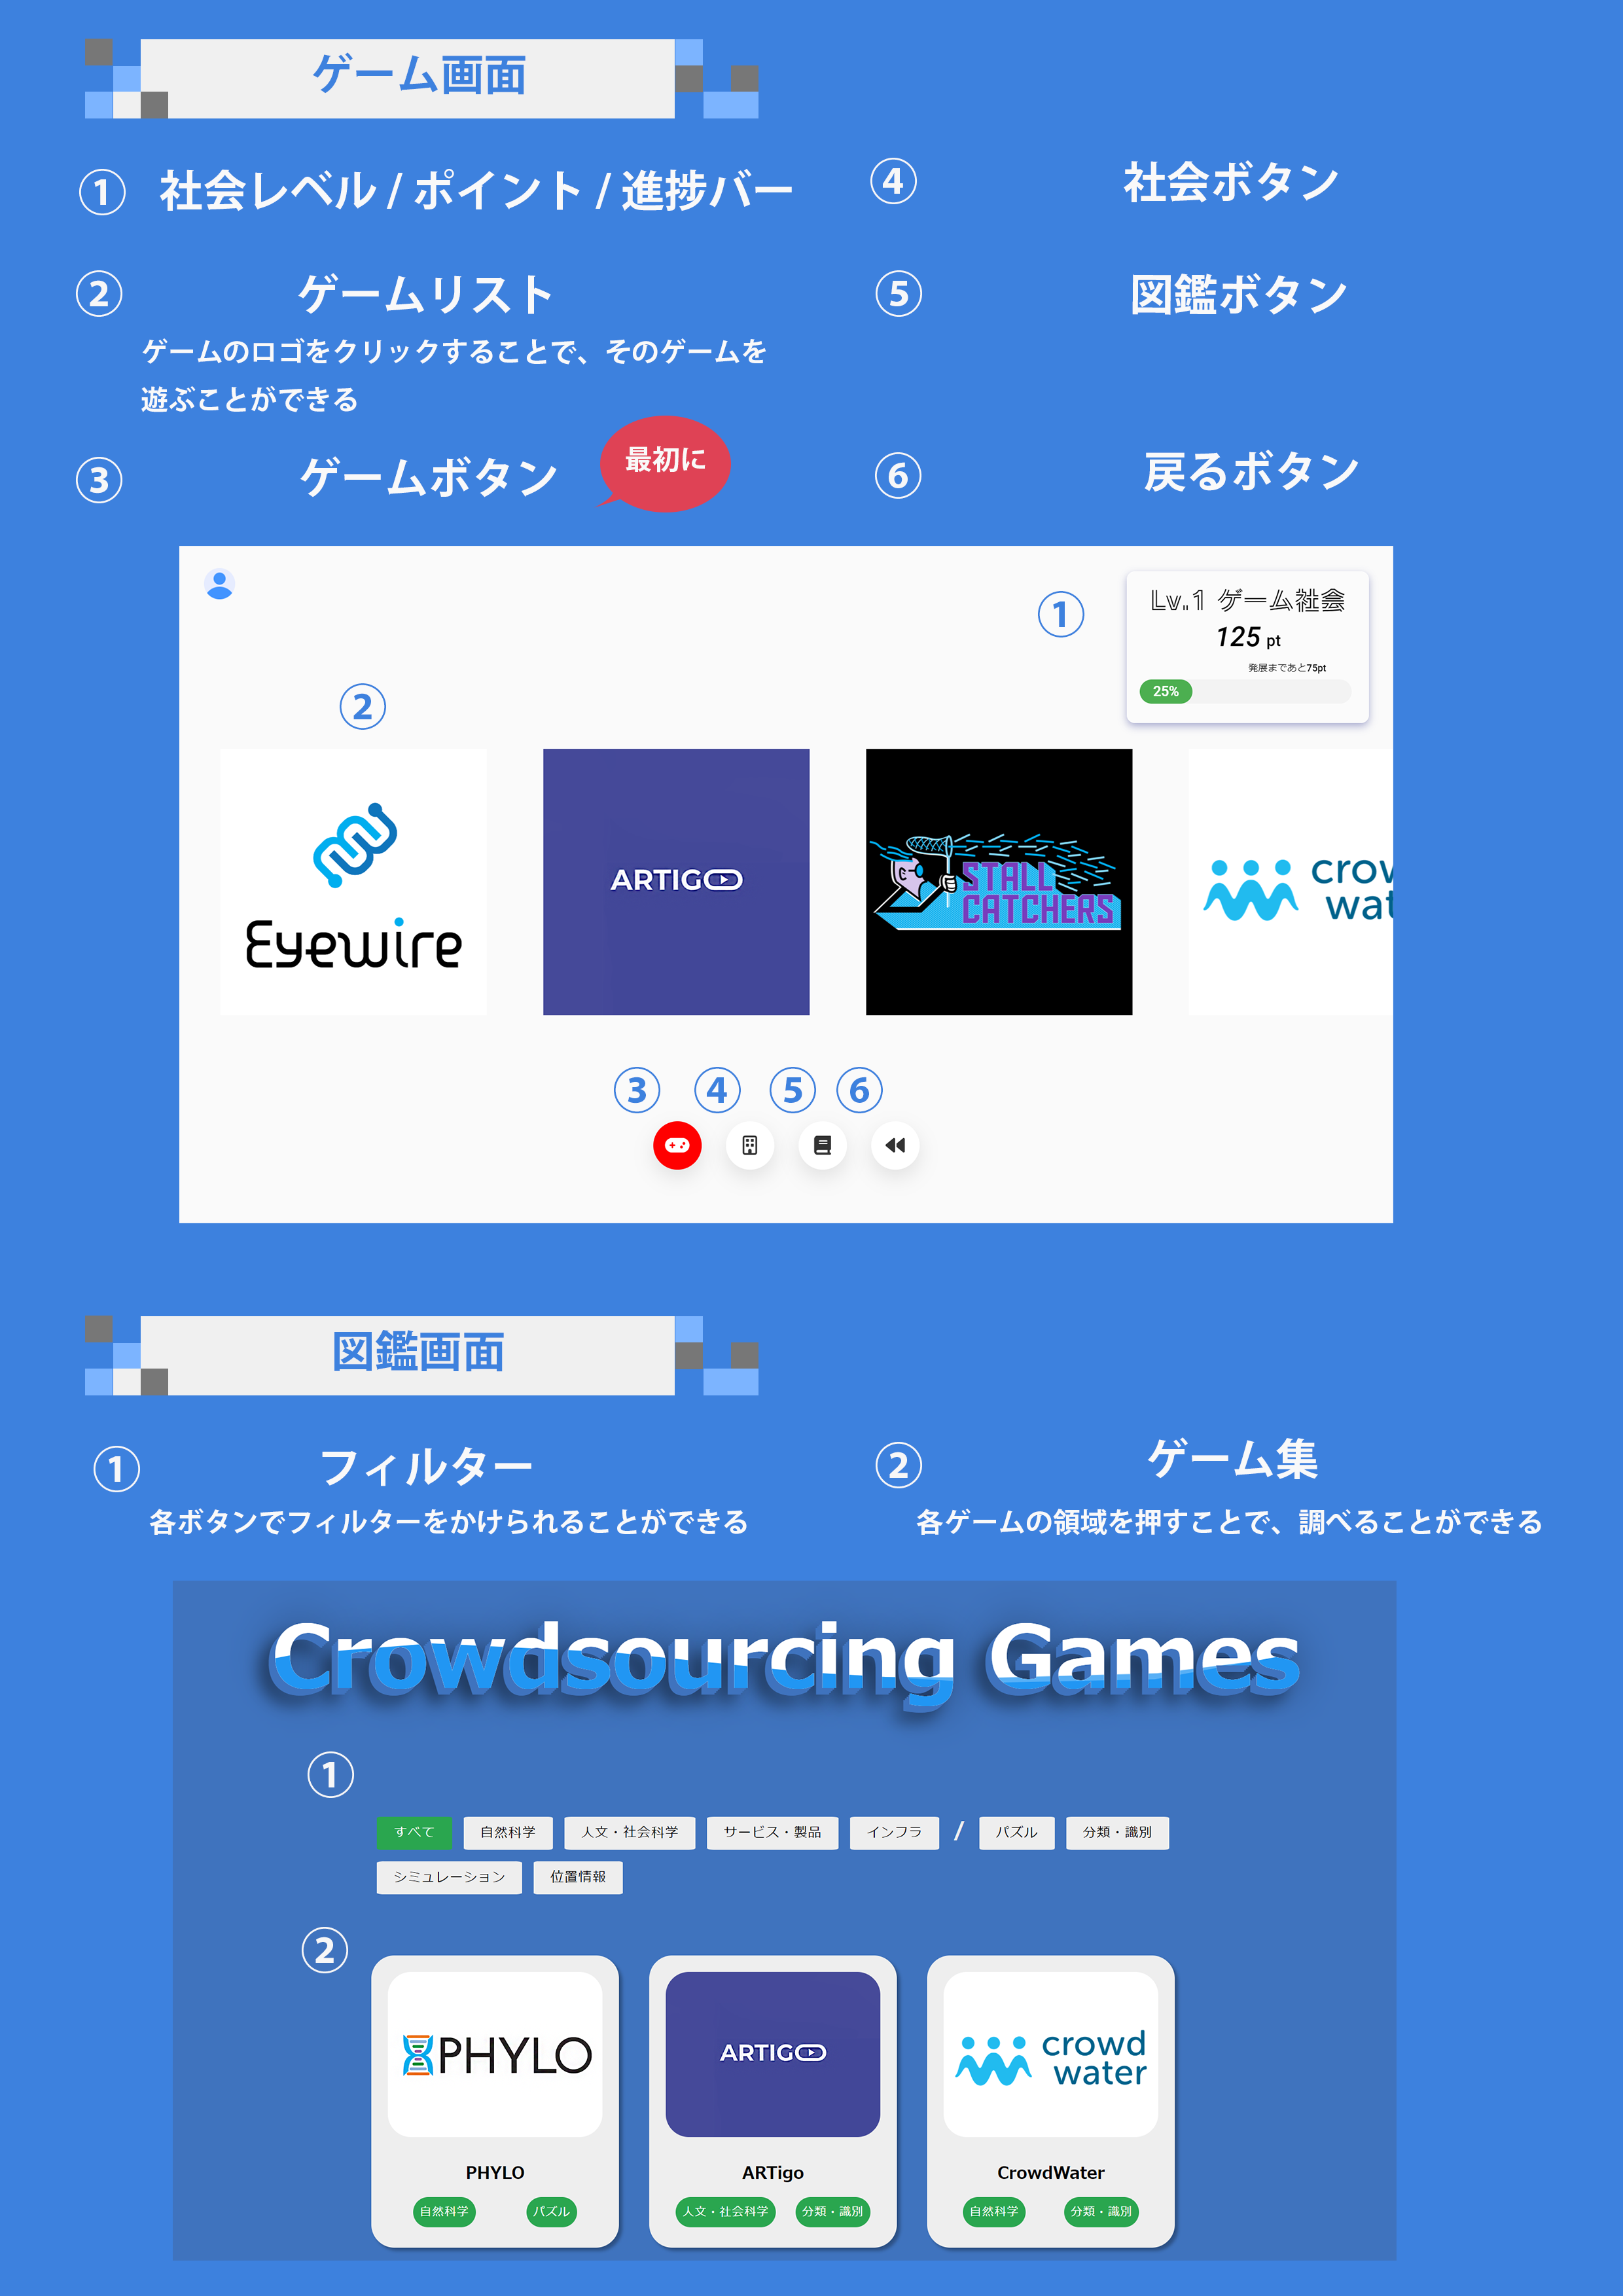 ゲーム画面
① 社会レベル / ポイント / 進捗バー
② ゲームリスト
ゲームのロゴをクリックすることで、そのゲームを
遊ぶことができる
③ ゲームボタン
最初に
④ 社会ボタン
⑤ 図鑑ボタン
⑥ 戻るボタン
①
Lv.1 ゲーム社会
125 pt
発展まであと75pt
25%
②
Eyewire
ARTIGO
STALL
CATCHERS
crow
wat
③ ④ ⑤ ⑥
図鑑画面
① フィルター
各ボタンでフィルターをかけられることができる
② ゲーム集
各ゲームの領域を押すことで、調べることができる
Crowdsourcing Games
①
すべて 自然科学 人文・社会科学 サービス・製品 インフラ / パズル 分類・識別
シミュレーション 位置情報
②
PHYLO
ARTIGO
crowd
water
PHYLO
自然科学 パズル
ARTigo
人文・社会科学 分類・識別
CrowdWater
自然科学 分類・識別